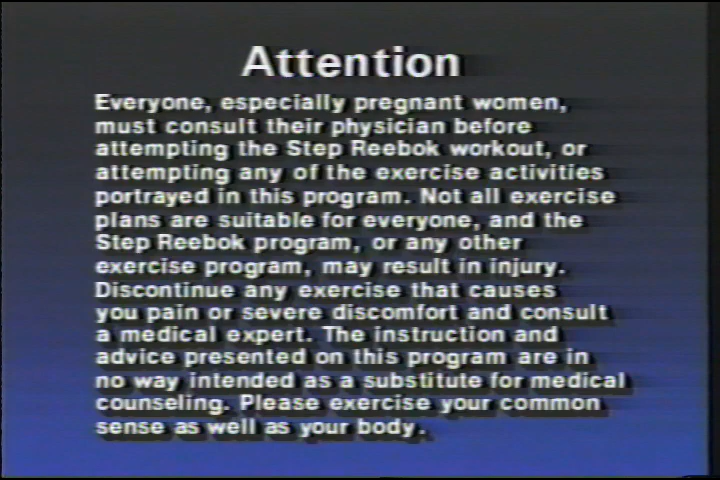 Attention
Everyone, especially pregnant women,
must consult their physician before
attempting the Step Reebok workout, or
attempting any of the exercise activities
portrayed in this program. Not all exercise
plans are suitable for everyone, and the
Step Reebok program, or any other
exercise program, may result in injury.
Discontinue any exercise that causes
you pain or severe discomfort and consult
a medical expert. The instruction and
advice presented on this program are in
no way intended as a substitute for medical
counseling. Please exercise your common
sense as well as your body.